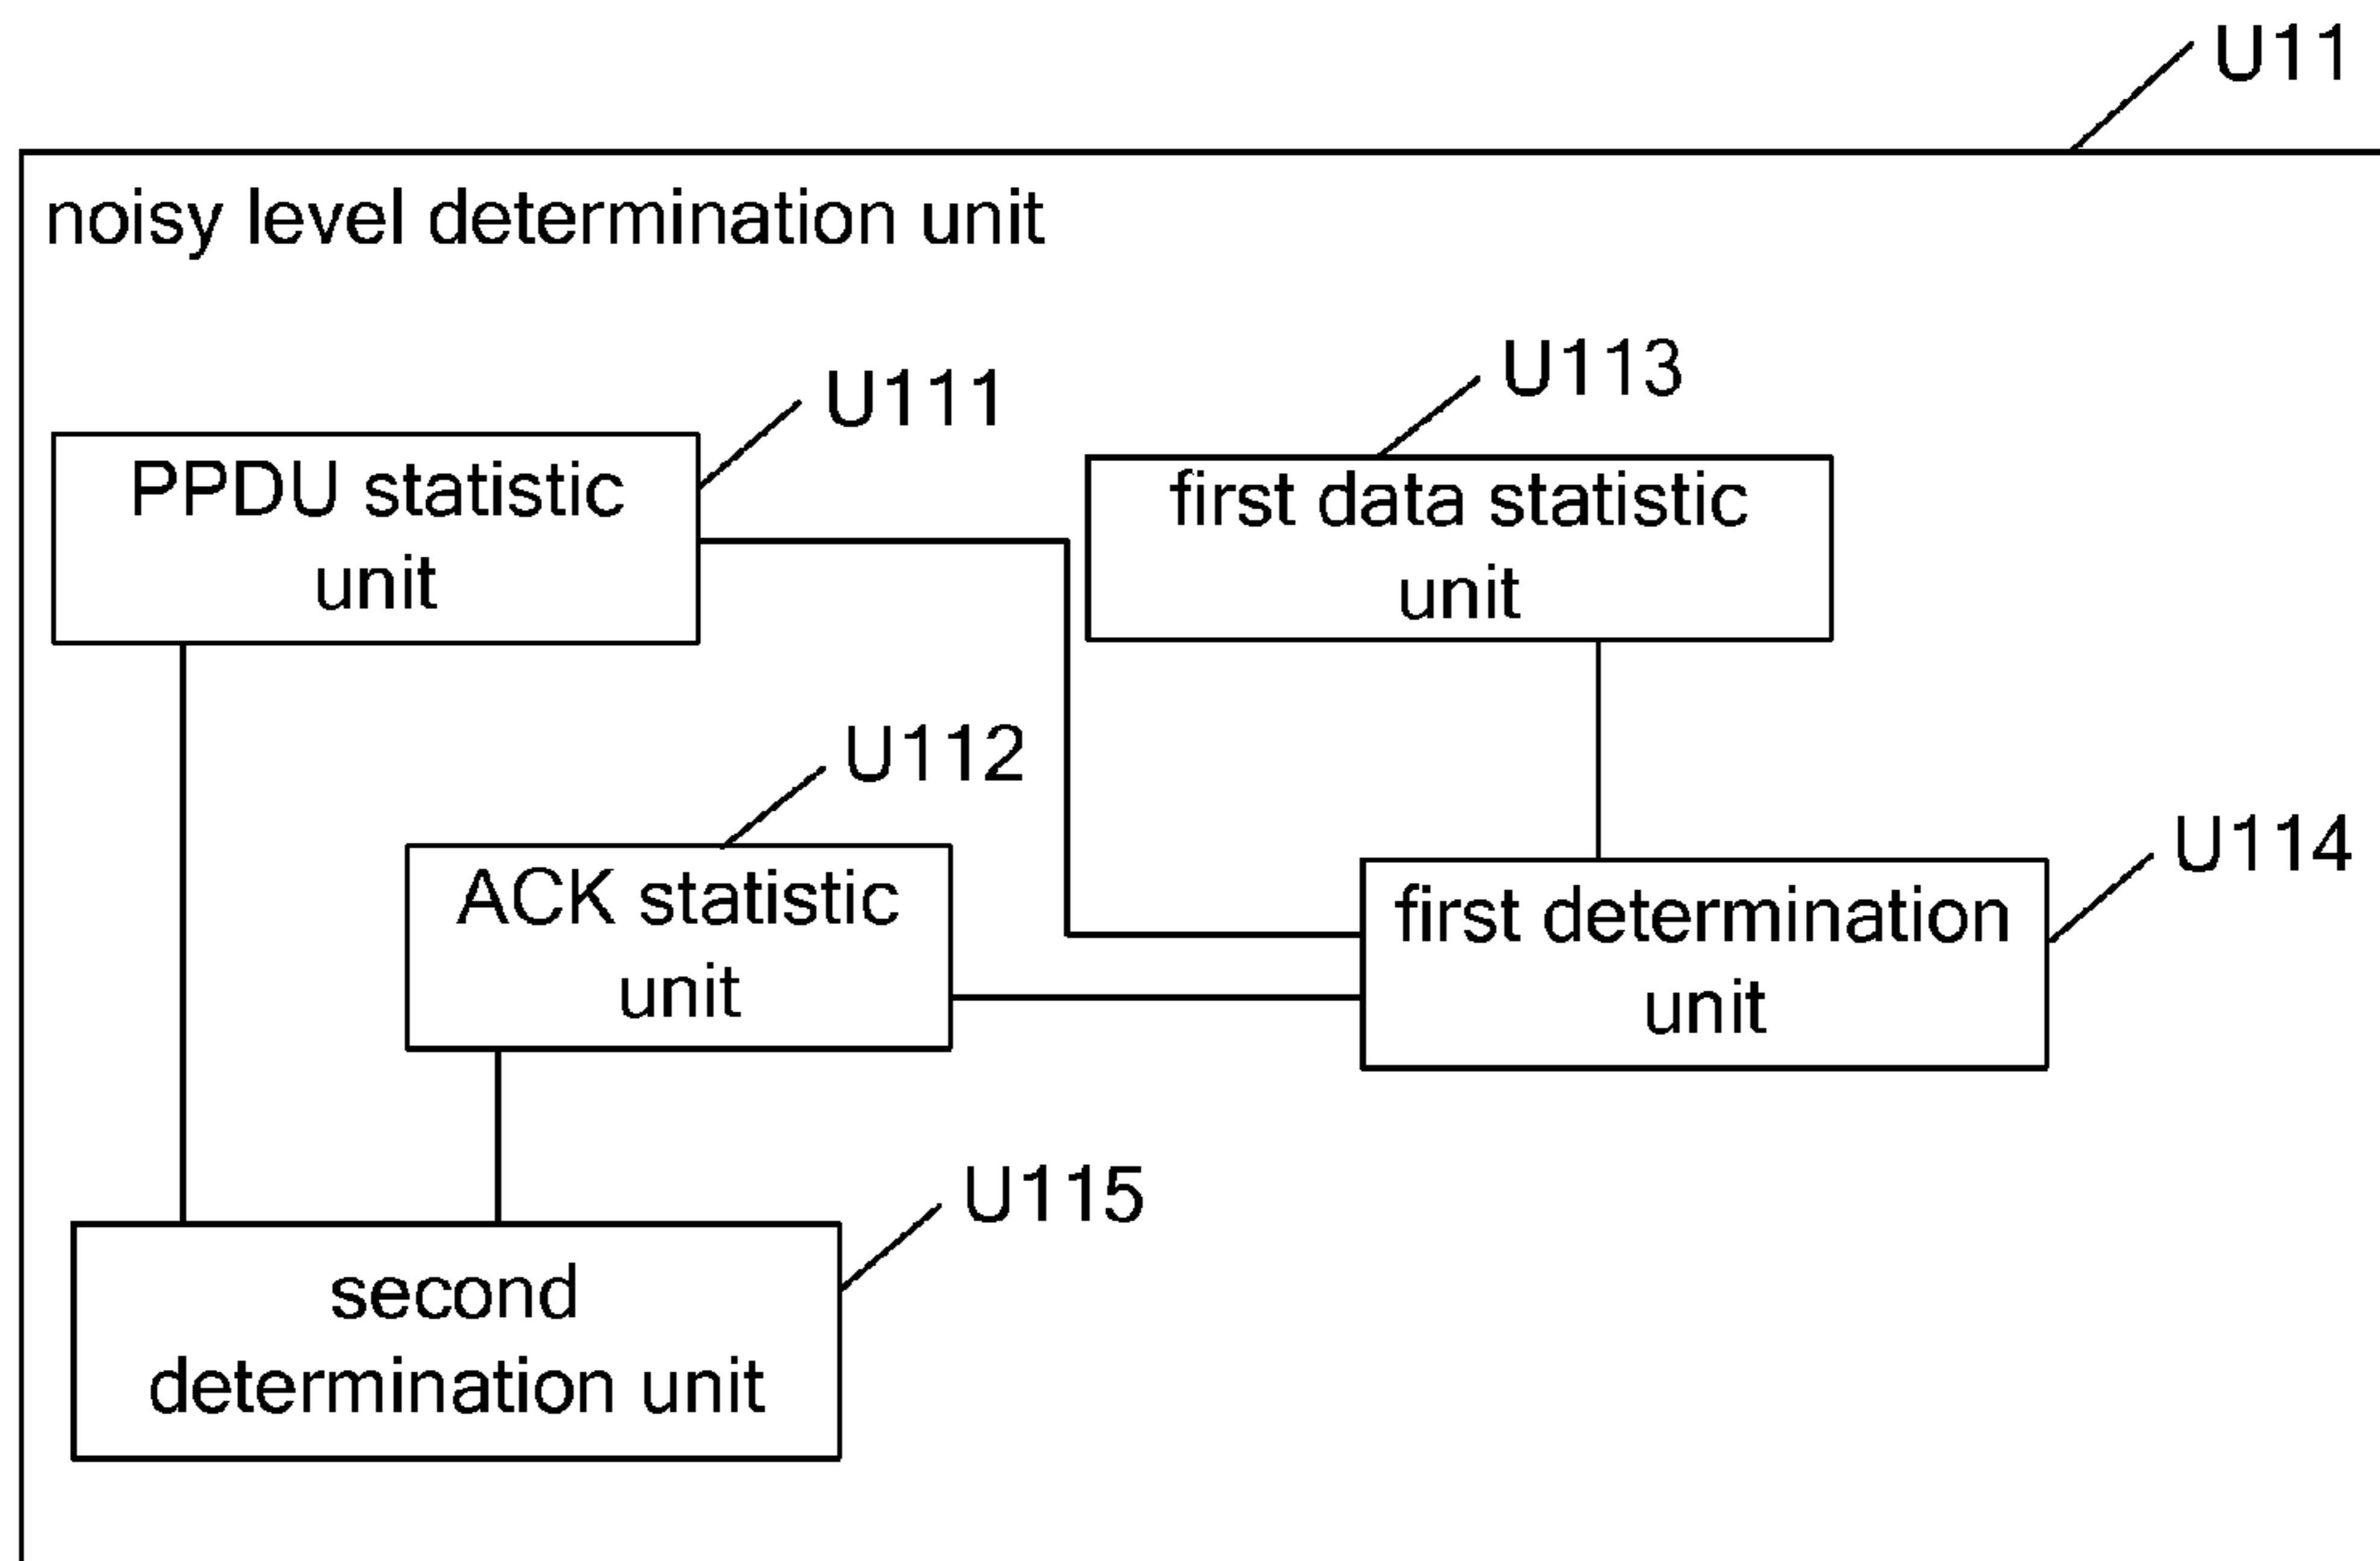 U11
noisy level determination unit
U113
U111
PPDU statistic
unit
first data statistic
unit
U112
U114
ACK statistic
unit
first determination
unit
U115
second
determination unit